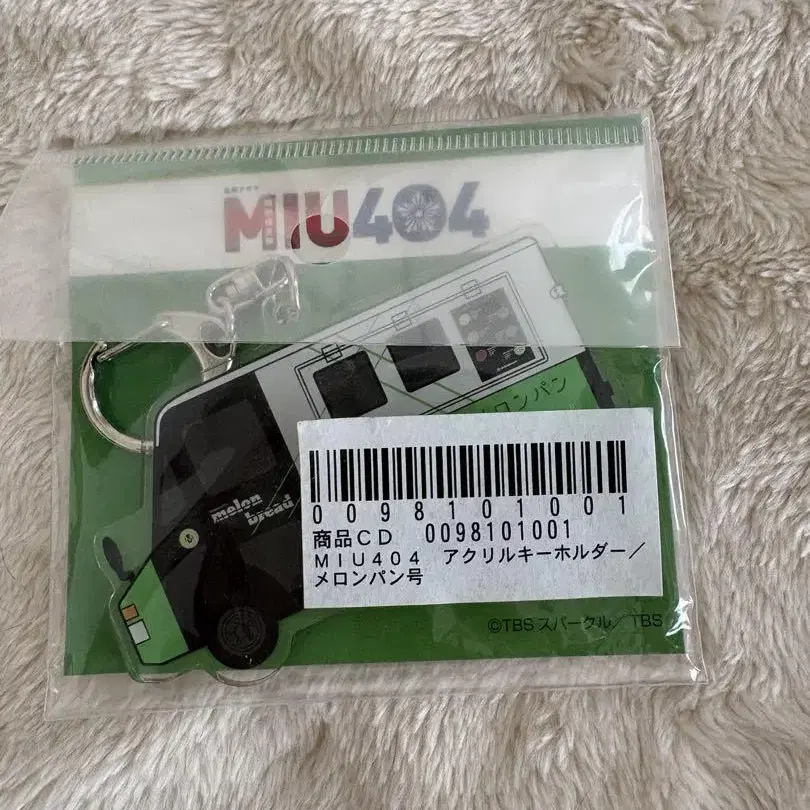 MIU404
メロンパン
melon
bread
0098101001
商品CD 0098101001
MIU404 アクリルキーホルダー／
メロンパン号
©TBSスパークル／TBS